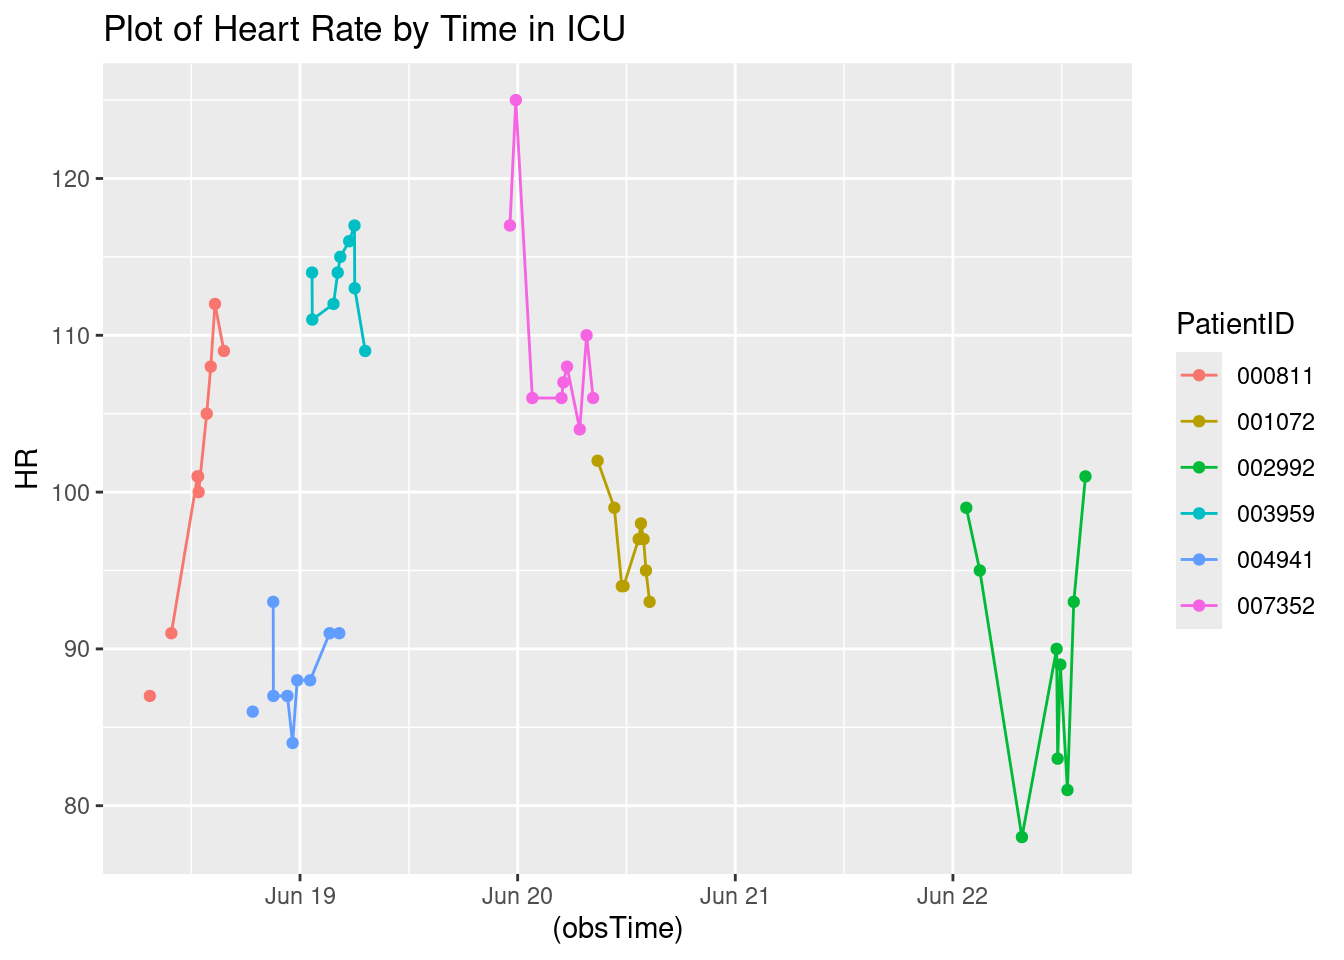 Plot of Heart Rate by Time in ICU
120
110
100
90
80
HR
Jun 19
Jun 20
Jun 21
Jun 22
(obsTime)
PatientID
000811
001072
002992
003959
004941
007352